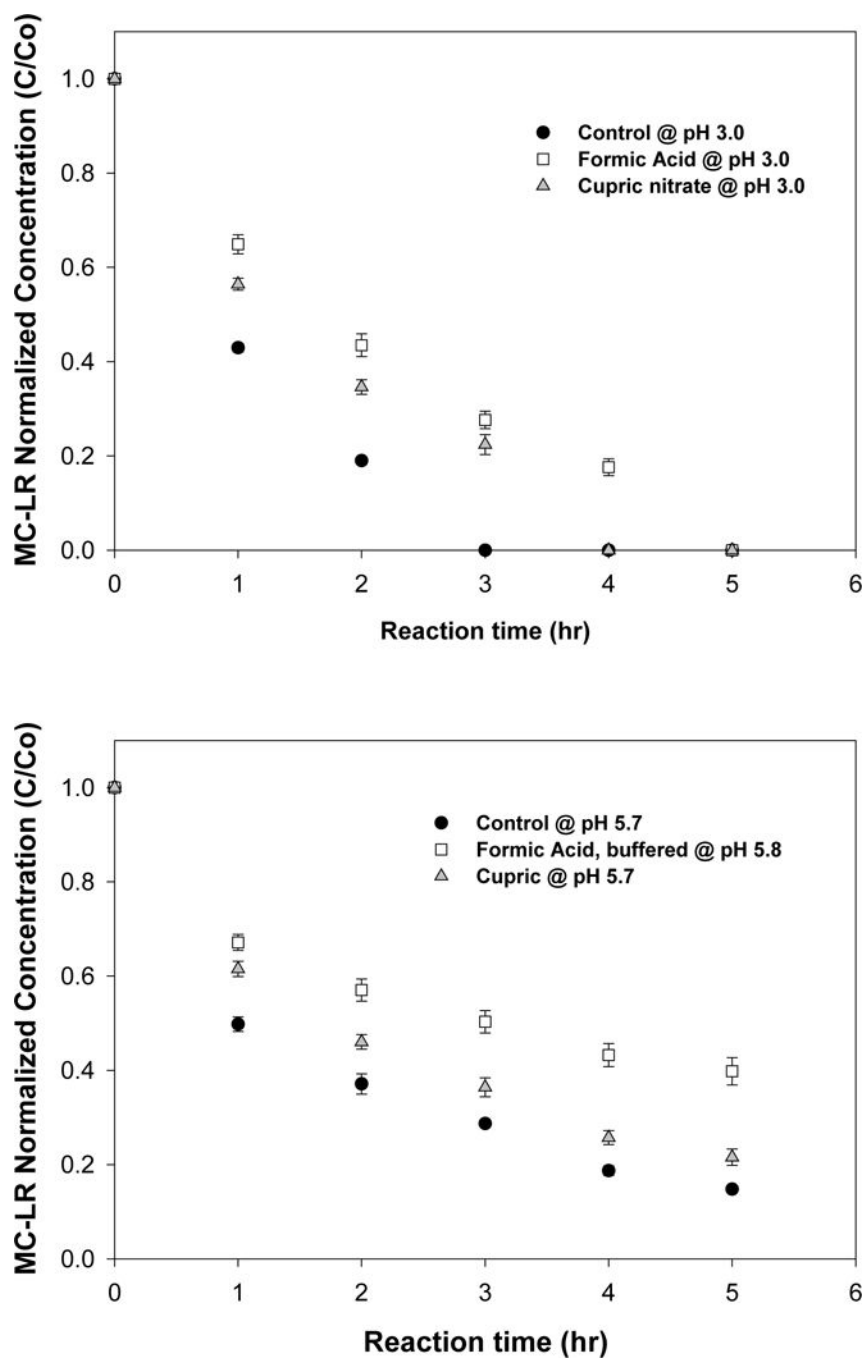 MC-LR Normalized Concentration (C/Co)
1.0
0.8
0.6
0.4
0.2
0.0
Control @ pH 3.0
Formic Acid @ pH 3.0
Cupric nitrate @ pH 3.0
0 1 2 3 4 5 6
Reaction time (hr)
MC-LR Normalized Concentration (C/Co)
1.0
0.8
0.6
0.4
0.2
0.0
Control @ pH 5.7
Formic Acid, buffered @ pH 5.8
Cupric @ pH 5.7
0 1 2 3 4 5 6
Reaction time (hr)